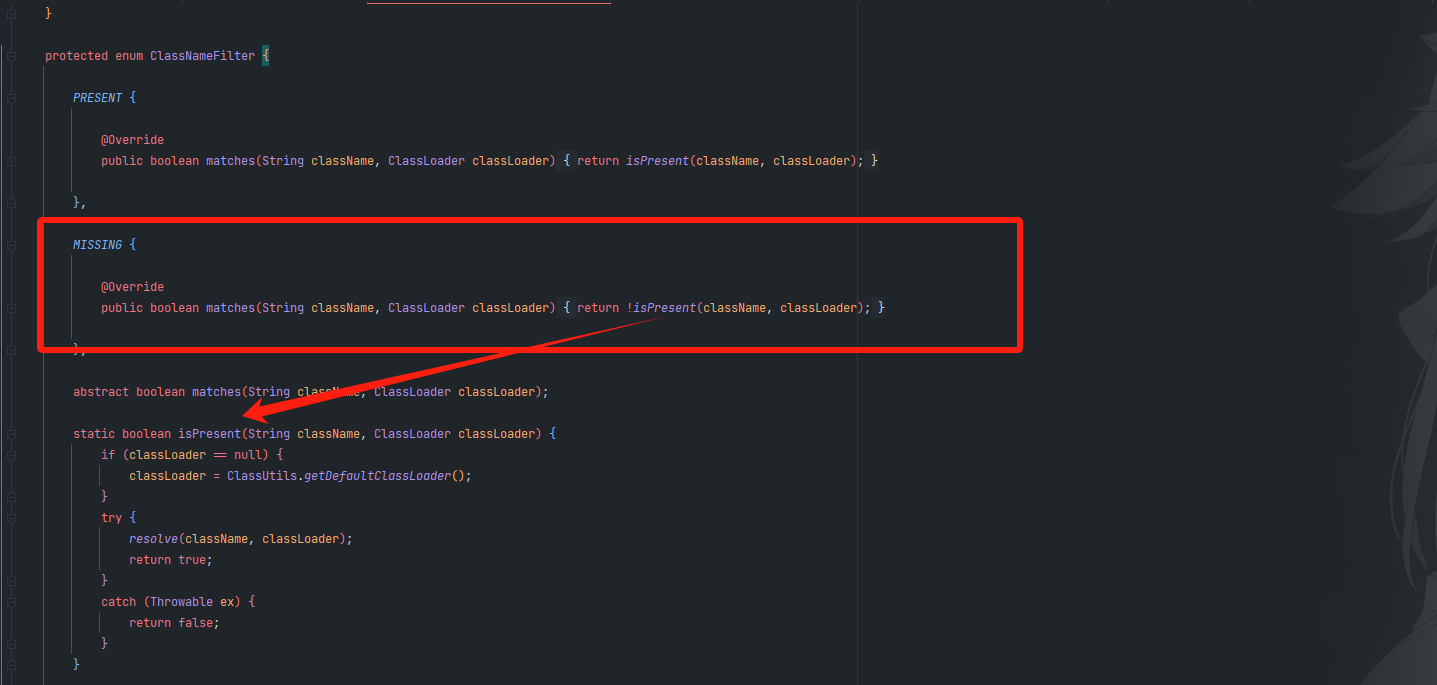 }
protected enum ClassNameFilter {
PRESENT {
@Override
public boolean matches(String className, ClassLoader classLoader) { return isPresent(className, classLoader); }
},
MISSING {
@Override
public boolean matches(String className, ClassLoader classLoader) { return !isPresent(className, classLoader); }
},
abstract boolean matches(String className, ClassLoader classLoader);
static boolean isPresent(String className, ClassLoader classLoader) {
if (classLoader == null) {
classLoader = ClassUtils.getDefaultClassLoader();
}
try {
resolve(className, classLoader);
return true;
}
catch (Throwable ex) {
return false;
}
}